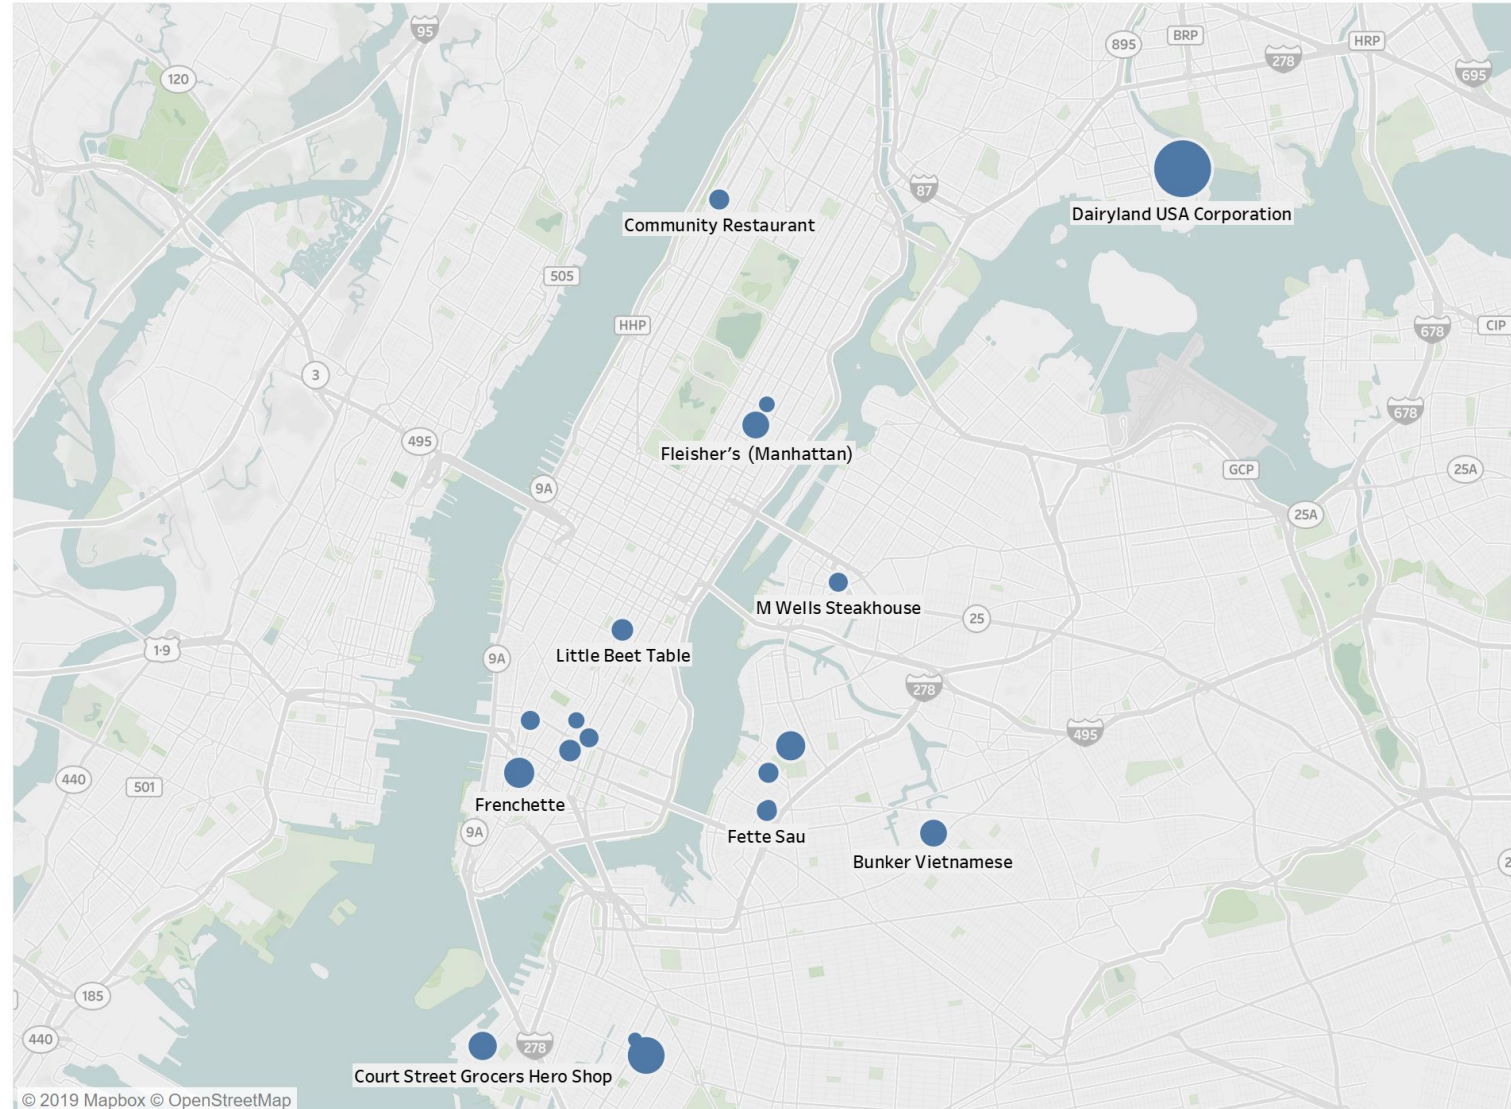 95
895
BRP
HRP
278
695
120
87
Community Restaurant
Dairyland USA Corporation
505
HHP
678
CIP
3
678
495
Fleisher's (Manhattan)
GCP
25A
9A
25A
M Wells Steakhouse
25
1·9
9A
Little Beet Table
278
495
440
501
Frenchette
9A
Fette Sau
Bunker Vietnamese
185
440
278
Court Street Grocers Hero Shop
© 2019 Mapbox © OpenStreetMap